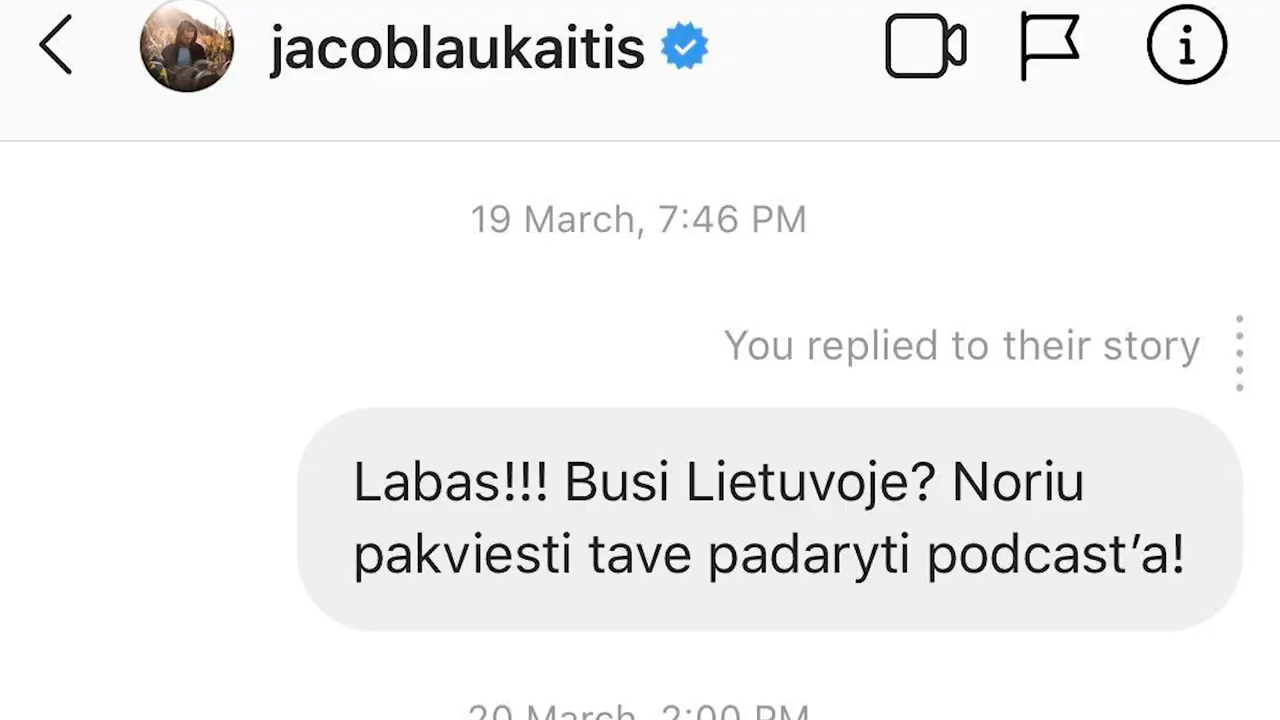 jacoblaukaitis
19 March, 7:46 PM
You replied to their story
Labas!!! Busi Lietuvoje? Noriu
pakviesti tave padaryti podcast’a!
20 March, 2:00 PM